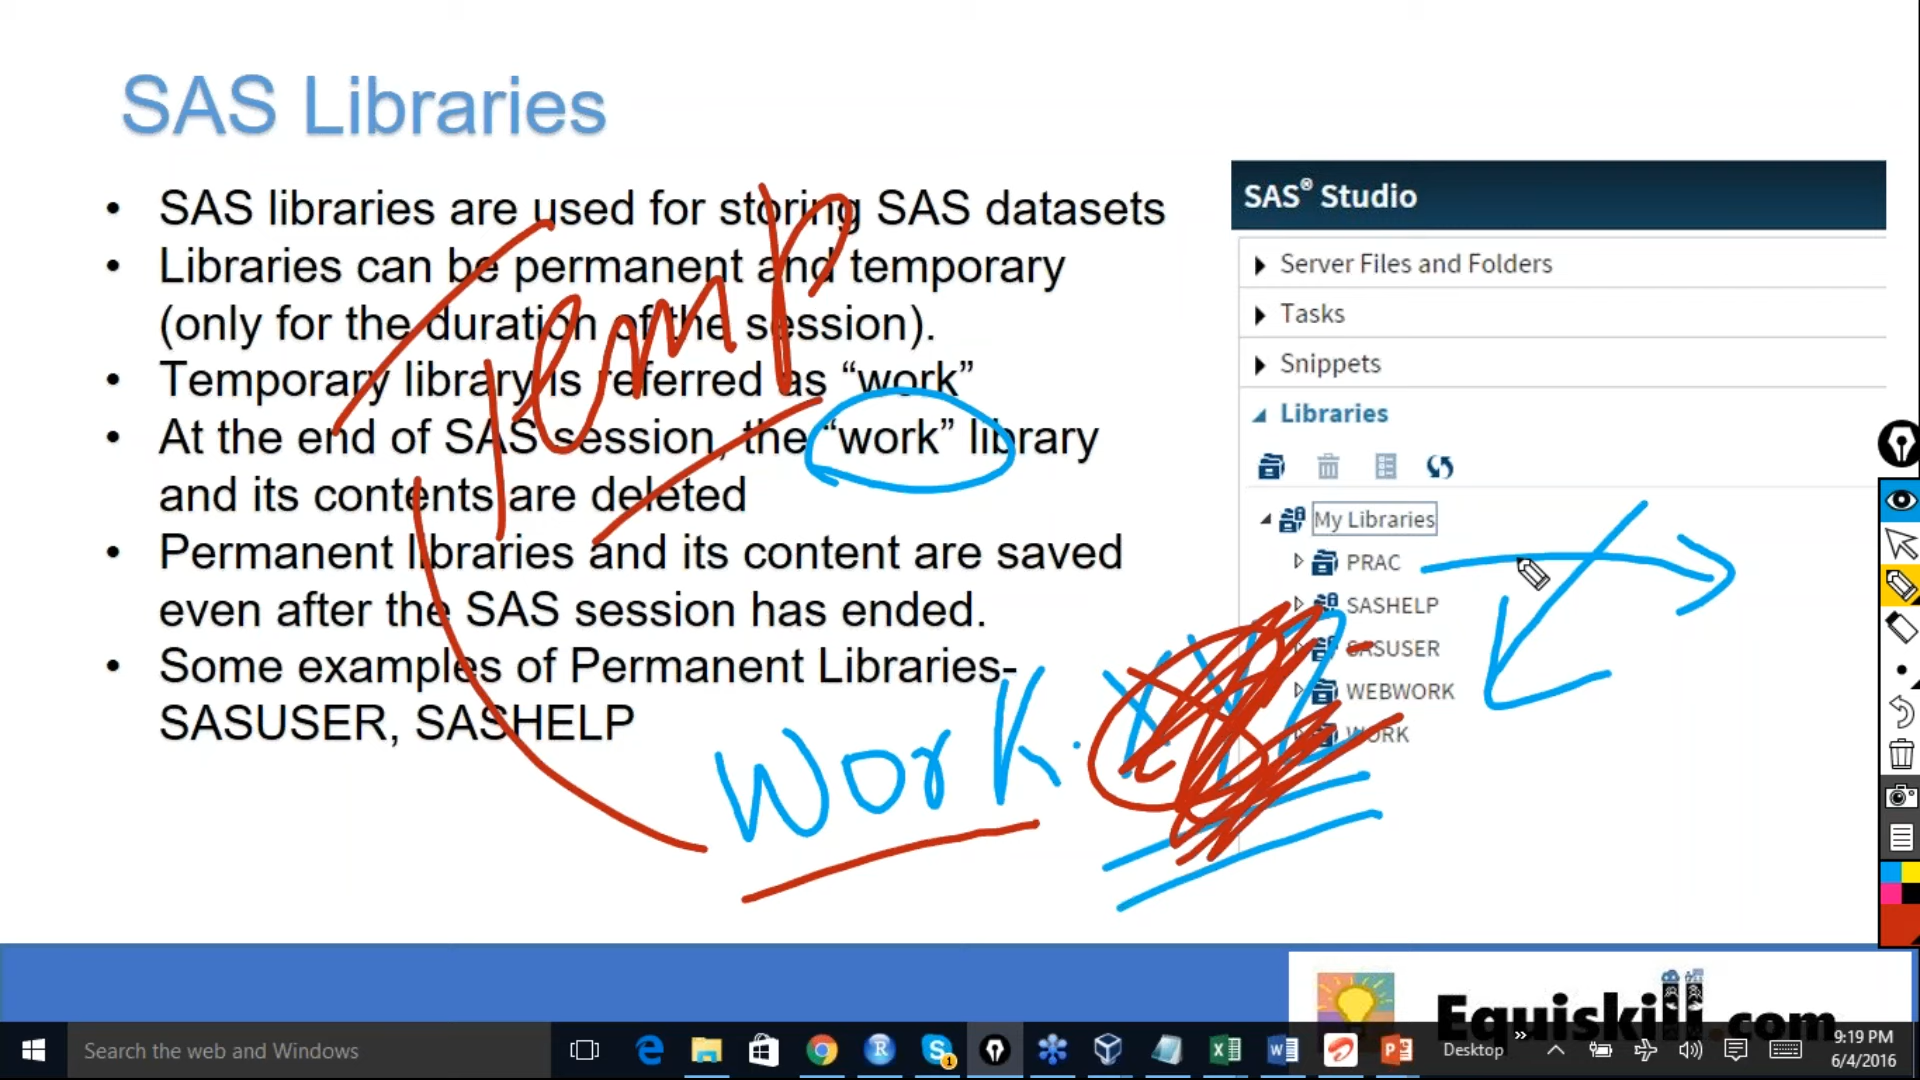 SAS Libraries
• SAS libraries are used for storing SAS datasets
• Libraries can be permanent and temporary
(only for the duration of the session).
• Temporary library is referred as “work”
• At the end of SAS session, the “work” library
and its contents are deleted
• Permanent libraries and its content are saved
even after the SAS session has ended.
• Some examples of Permanent Libraries-
SASUSER, SASHELP
Temp
Work.
SAS® Studio
Server Files and Folders
Tasks
Snippets
Libraries
My Libraries
PRAC
SASHELP
SASUSER
WEBWORK
WORK
Equiskill.com
Search the web and Windows
Desktop
9:19 PM
6/4/2016